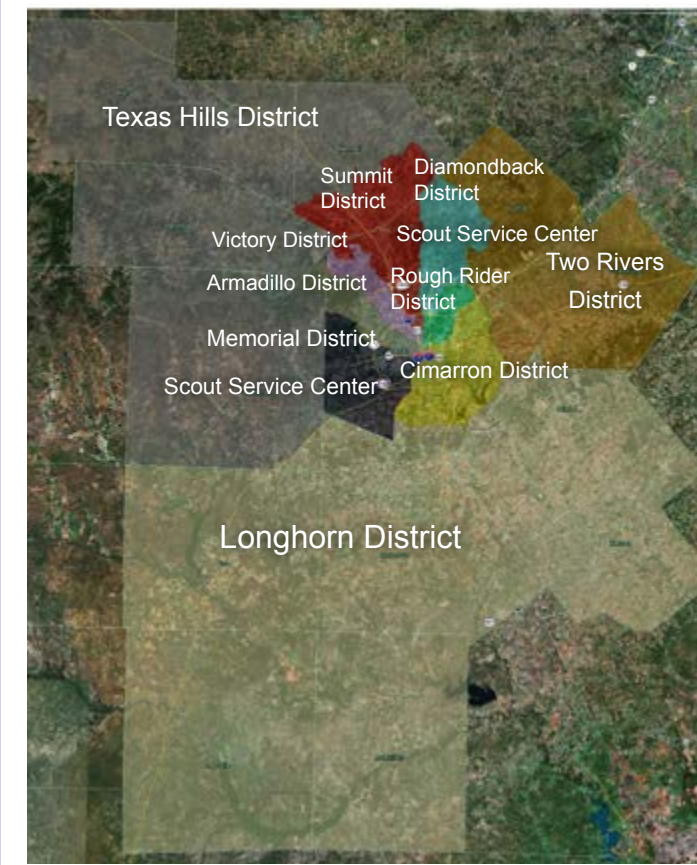 Texas Hills District
Summit
District
Diamondback
District
Victory District
Scout Service Center
Two Rivers
District
Armadillo District
Rough Rider
District
Memorial District
Cimarron District
Scout Service Center
Longhorn District